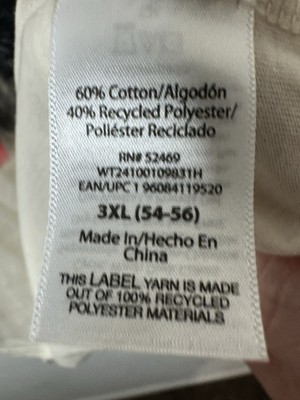 60% Cotton/Algodón
40% Recycled Polyester/
Poliéster Reciclado
RN# 52469
WT24100109831H
EAN/UPC 1 96084119520
3XL (54-56)
Made In/Hecho En
China
THIS LABEL YARN IS MADE
OUT OF 100% RECYCLED
POLYESTER MATERIALS